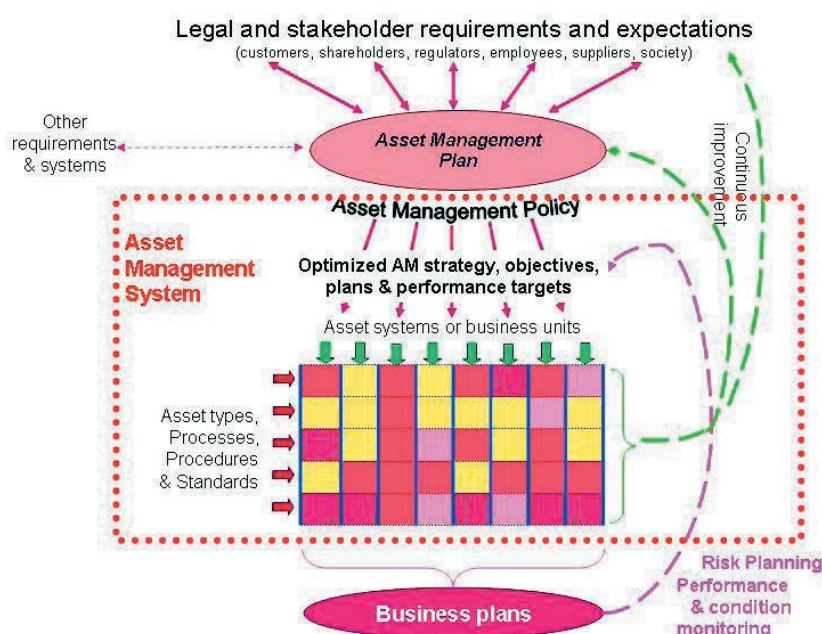 Legal and stakeholder requirements and expectations
(customers, shareholders, regulators, employees, suppliers, society)
Other
requirements
& systems
Asset Management
Plan
Continuous
improvement
Asset Management Policy
Asset
Management
System
Optimized AM strategy, objectives,
plans & performance targets
Asset systems or business units
Asset types,
Processes,
Procedures
& Standards
Risk Planning
Performance
& condition
monitoring
Business plans